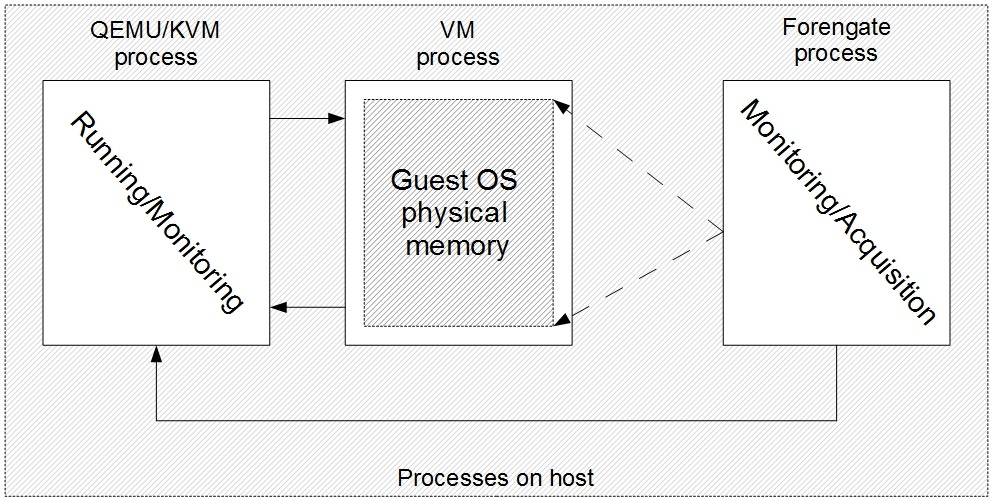 QEMU/KVM
process
VM
process
Forengate
process
Running/Monitoring
Guest OS
physical
memory
Monitoring/Acquisition
Processes on host